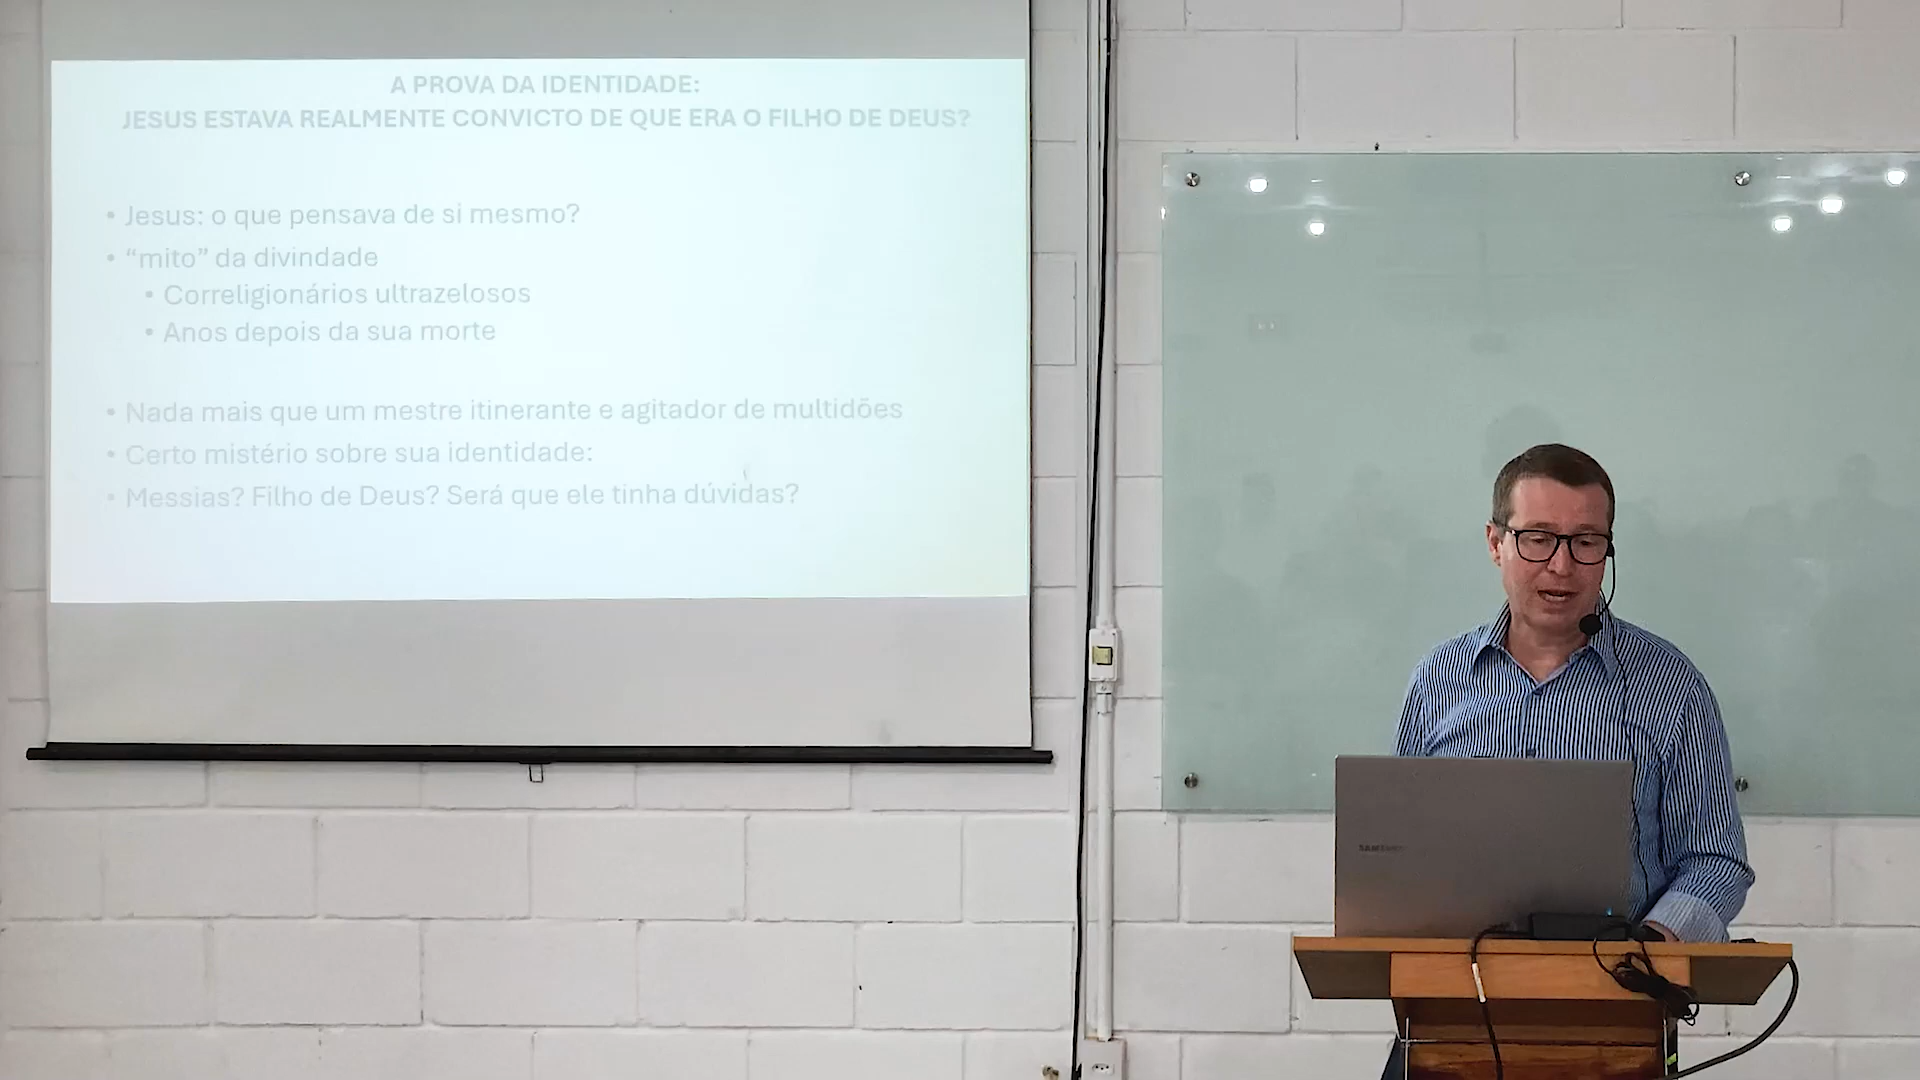 A PROVA DA IDENTIDADE:
JESUS ESTAVA REALMENTE CONVICTO DE QUE ERA O FILHO DE DEUS?
• Jesus: o que pensava de si mesmo?
• “mito” da divindade
• Correligionários ultrazelosos
• Anos depois da sua morte
• Nada mais que um mestre itinerante e agitador de multidões
• Certo mistério sobre sua identidade:
• Messias? Filho de Deus? Será que ele tinha dúvidas?
SAMSUNG